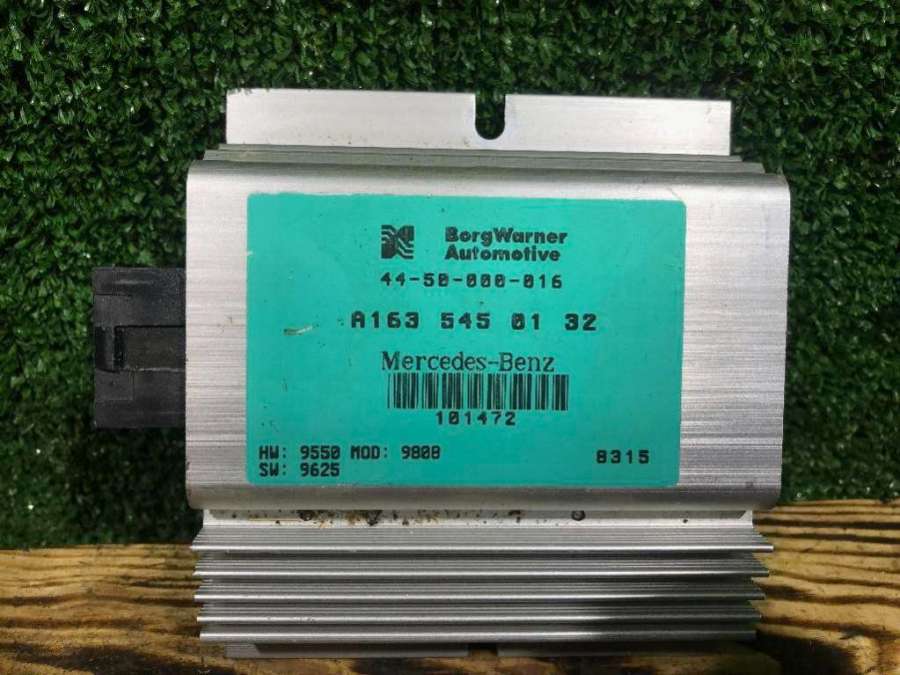 BorgWarner
Automotive
44-50-000-016
A163 545 01 32
Mercedes-Benz
101472
HW: 9550 MOD: 9808
SW: 9625
8315